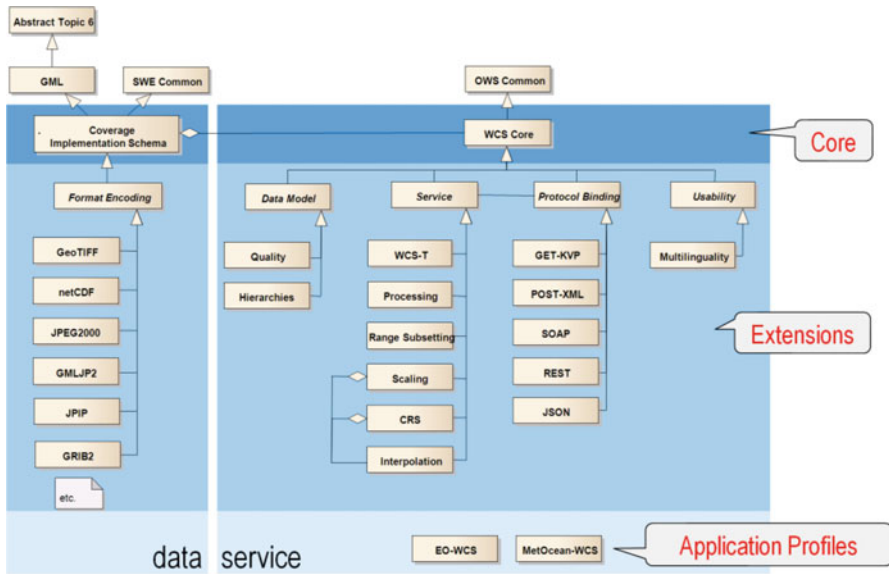 Abstract Topic 6
GML
SWE Common
OWS Common
Coverage
Implementation Schema
WCS Core
Core
Format Encoding
Data Model
Service
Protocol Binding
Usability
GeoTIFF
Quality
WCS-T
GET-KVP
Multilinguality
netCDF
Hierarchies
Processing
POST-XML
JPEG2000
Range Subsetting
SOAP
Extensions
GMLJP2
Scaling
REST
JPIP
CRS
JSON
GRIB2
Interpolation
etc.
data
service
EO-WCS
MetOcean-WCS
Application Profiles